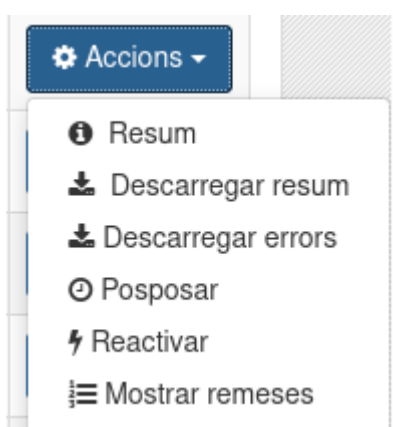 Accions
Resum
Descarregar resum
Descarregar errors
Posposar
Reactivar
Mostrar remeses